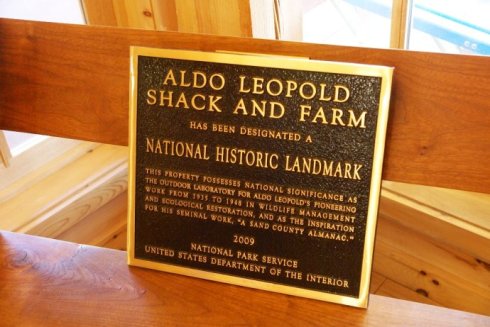 ALDO LEOPOLD
SHACK AND FARM
HAS BEEN DESIGNATED A
NATIONAL HISTORIC LANDMARK
THIS PROPERTY POSSESSES NATIONAL SIGNIFICANCE AS
THE OUTDOOR LABORATORY FOR ALDO LEOPOLD'S PIONEERING
WORK FROM 1935 TO 1948 IN WILDLIFE MANAGEMENT
AND ECOLOGICAL RESTORATION, AND AS THE INSPIRATION
FOR HIS SEMINAL WORK, "A SAND COUNTY ALMANAC."
2009
NATIONAL PARK SERVICE
UNITED STATES DEPARTMENT OF THE INTERIOR